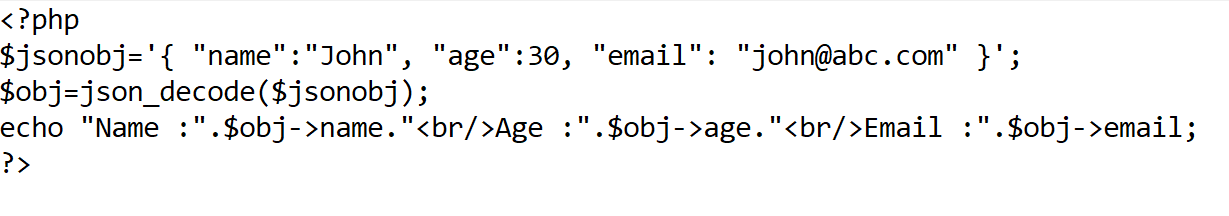 <?php
$jsonobj='{ "name":"John", "age":30, "email": "john@abc.com" }';
$obj=json_decode($jsonobj);
echo "Name :".$obj->name."<br/>Age :".$obj->age."<br/>Email :".$obj->email;
?>